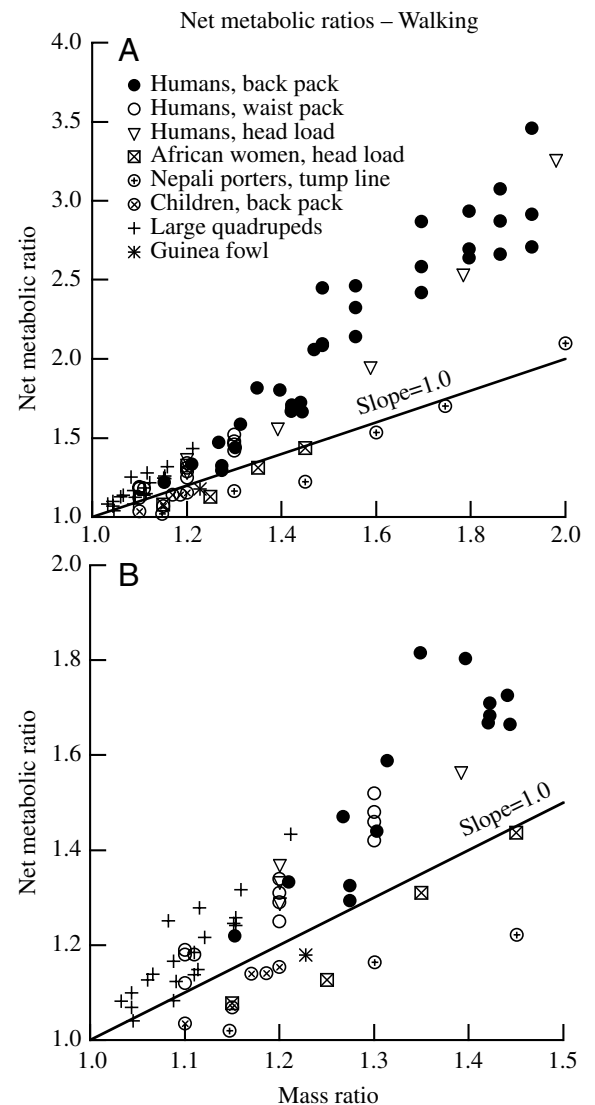 Net metabolic ratios – Walking
A
Humans, back pack
Humans, waist pack
Humans, head load
African women, head load
Nepali porters, tump line
Children, back pack
Large quadrupeds
Guinea fowl
Net metabolic ratio
4.0
3.5
3.0
2.5
2.0
1.5
1.0
Slope=1.0
1.0 1.2 1.4 1.6 1.8 2.0
B
Net metabolic ratio
2.0
1.8
1.6
1.4
1.2
1.0
Slope=1.0
1.0 1.1 1.2 1.3 1.4 1.5
Mass ratio